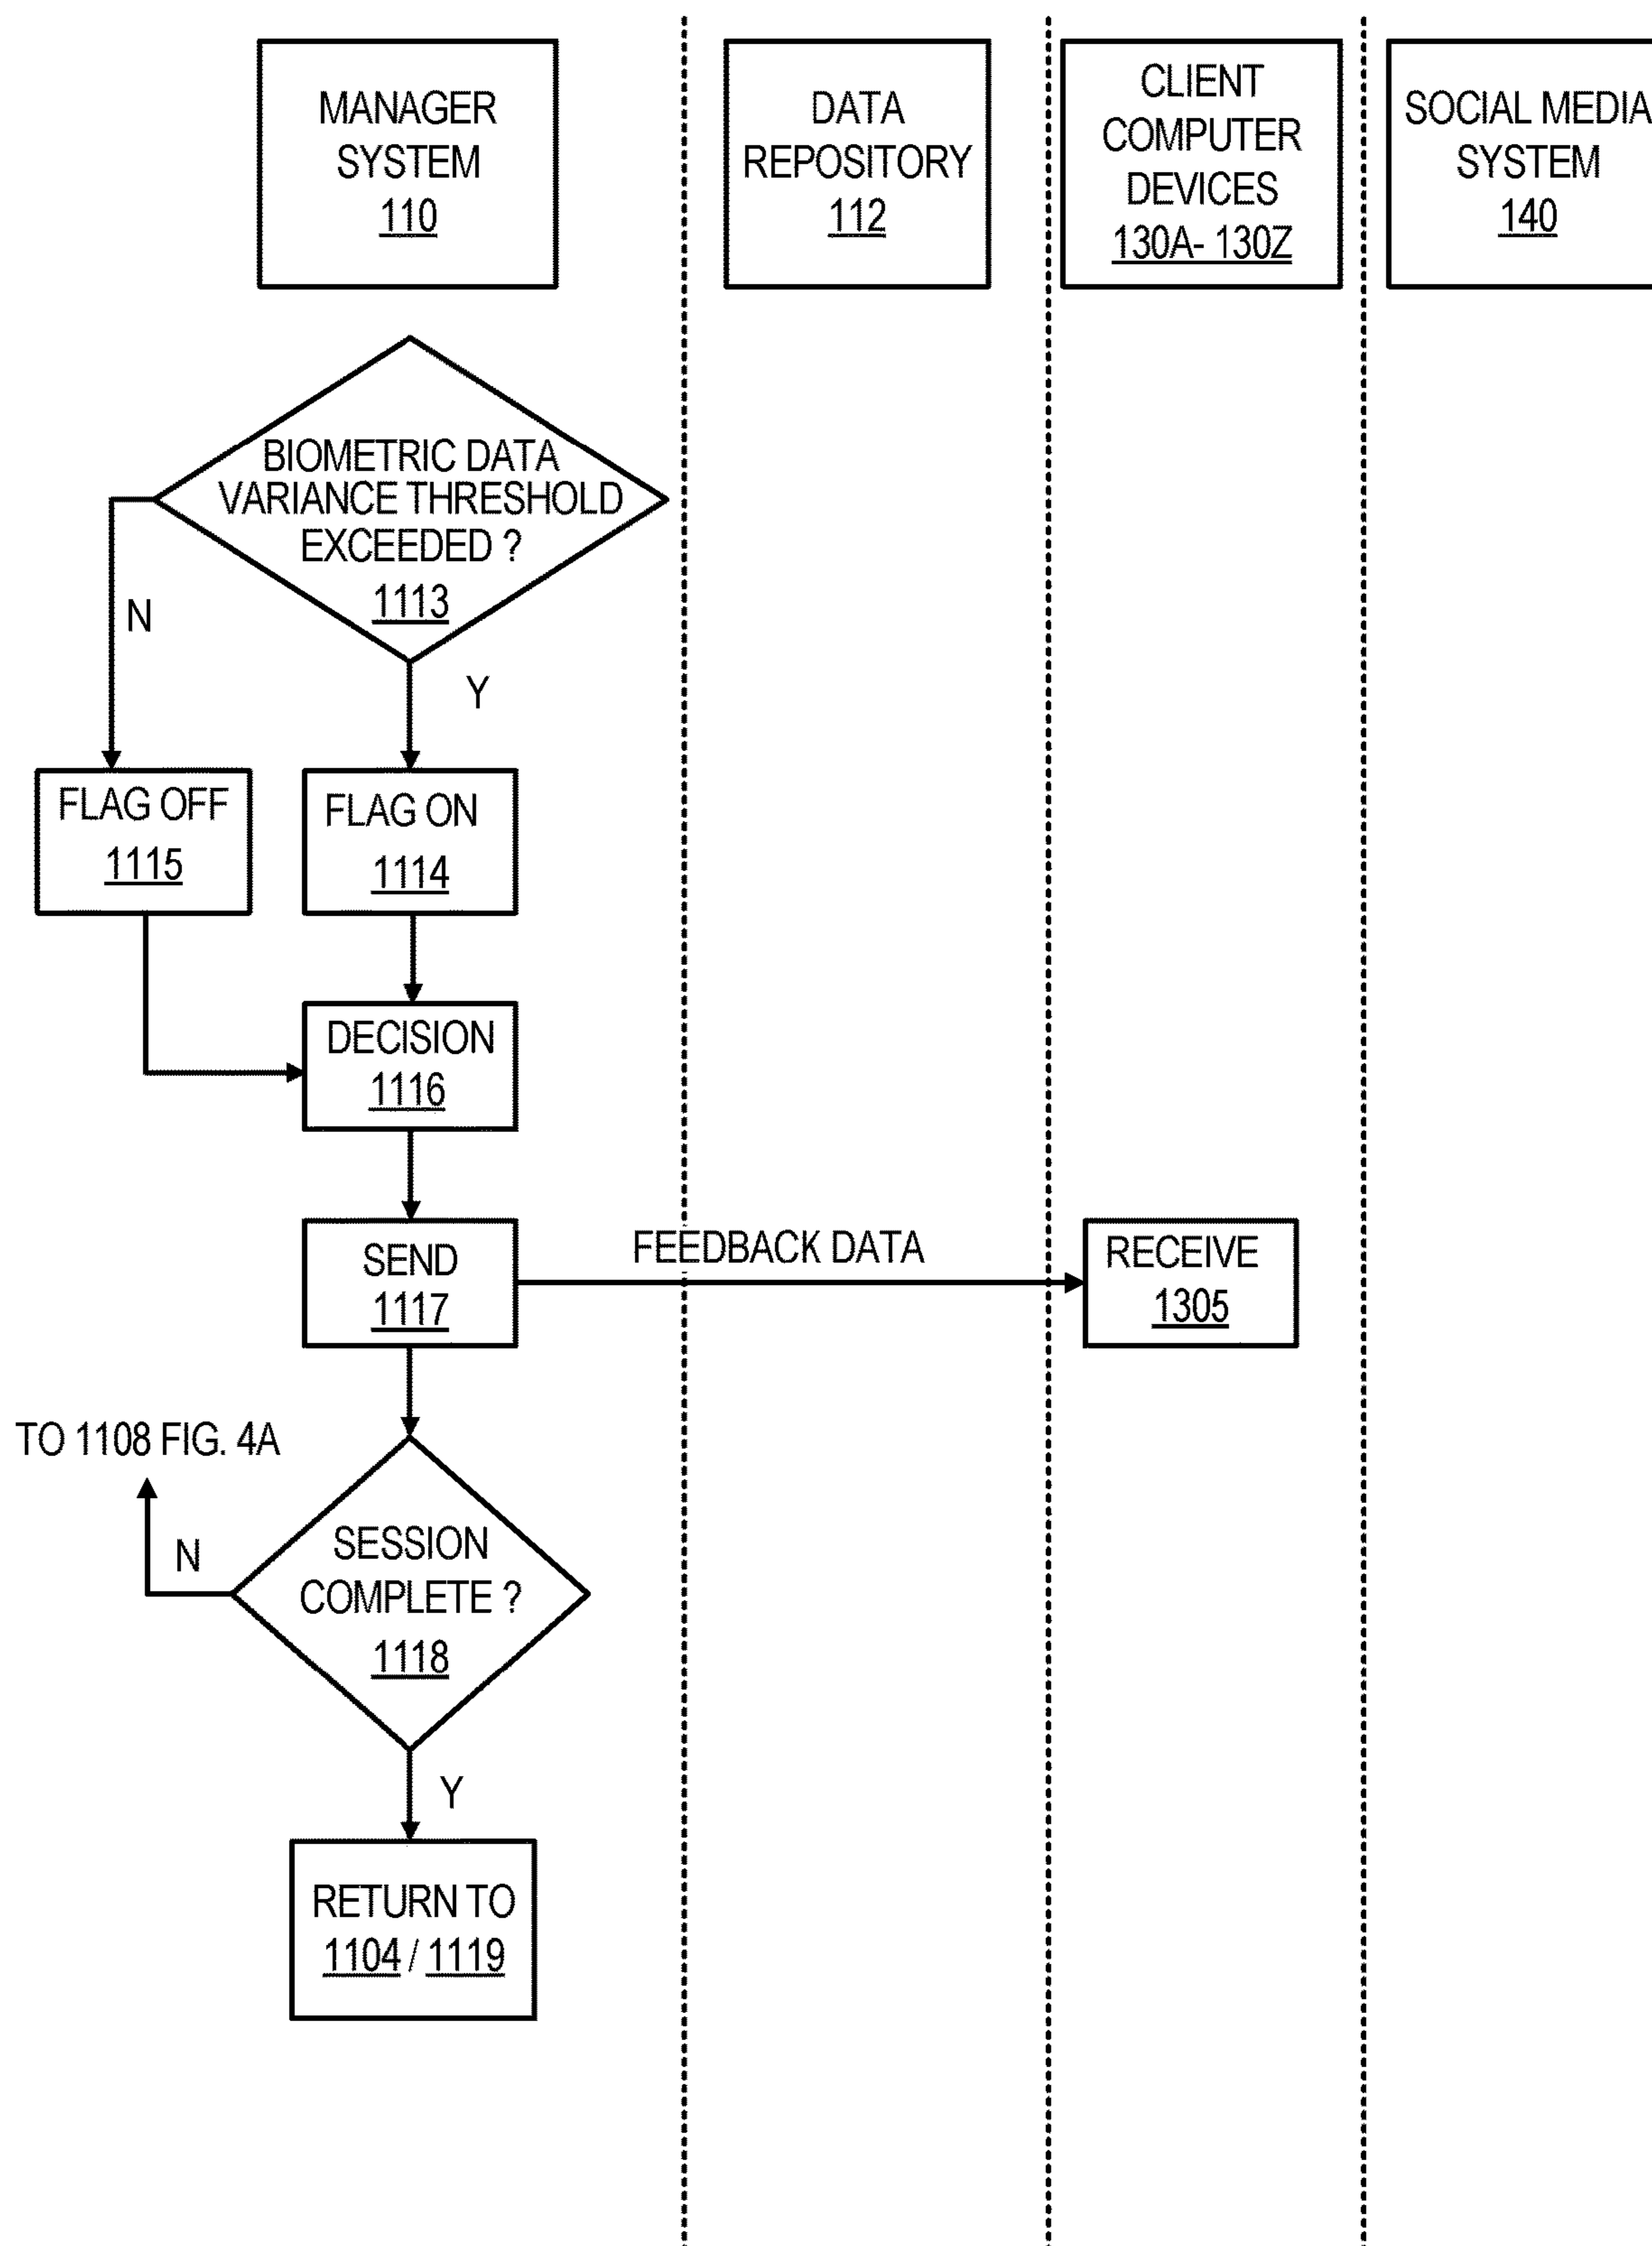 MANAGER
SYSTEM
110
DATA
REPOSITORY
112
CLIENT
COMPUTER
DEVICES
130A- 130Z
SOCIAL MEDIA
SYSTEM
140
BIOMETRIC DATA
VARIANCE THRESHOLD
EXCEEDED ?
1113
N
Y
FLAG OFF
1115
FLAG ON
1114
DECISION
1116
SEND
1117
FEEDBACK DATA
RECEIVE
1305
TO 1108 FIG. 4A
N
SESSION
COMPLETE ?
1118
Y
RETURN TO
1104 / 1119